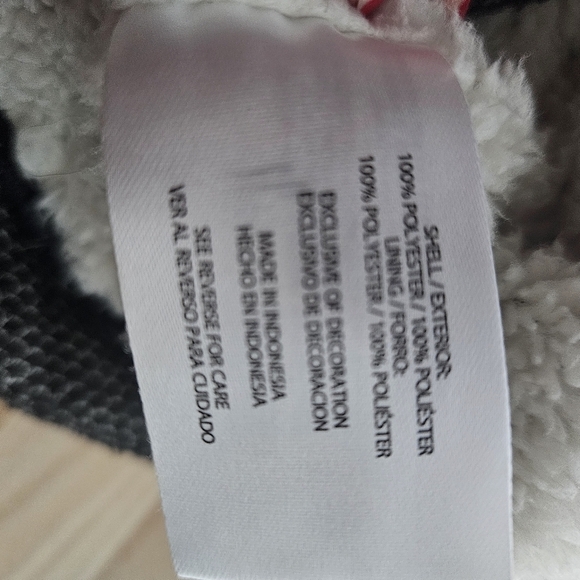 SHELL / EXTERIOR:
100% POLYESTER / 100% POLIÉSTER
LINING / FORRO:
100% POLYESTER / 100% POLIÉSTER
EXCLUSIVE OF DECORATION
EXCLUSIVO DE DECORACION
MADE IN INDONESIA
HECHO EN INDONESIA
SEE REVERSE FOR CARE
VER AL REVERSO PARA CUIDADO